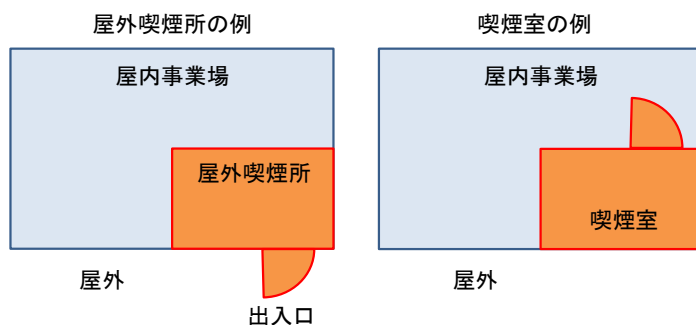 屋外喫煙所の例
屋内事業場
屋外喫煙所
屋外
出入口
喫煙室の例
屋内事業場
喫煙室
屋外